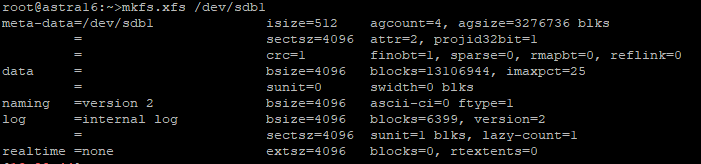 root@astra16:~>mkfs.xfs /dev/sdb1
meta-data=/dev/sdb1              isize=512    agcount=4, agsize=3276736 blks
         =                       sectsz=4096  attr=2, projid32bit=1
         =                       crc=1        finobt=1, sparse=0, rmapbt=0, reflink=0
data     =                       bsize=4096   blocks=13106944, imaxpct=25
         =                       sunit=0      swidth=0 blks
naming   =version 2              bsize=4096   ascii-ci=0 ftype=1
log      =internal log           bsize=4096   blocks=6399, version=2
         =                       sectsz=4096  sunit=1 blks, lazy-count=1
realtime =none                   extsz=4096   blocks=0, rtextents=0